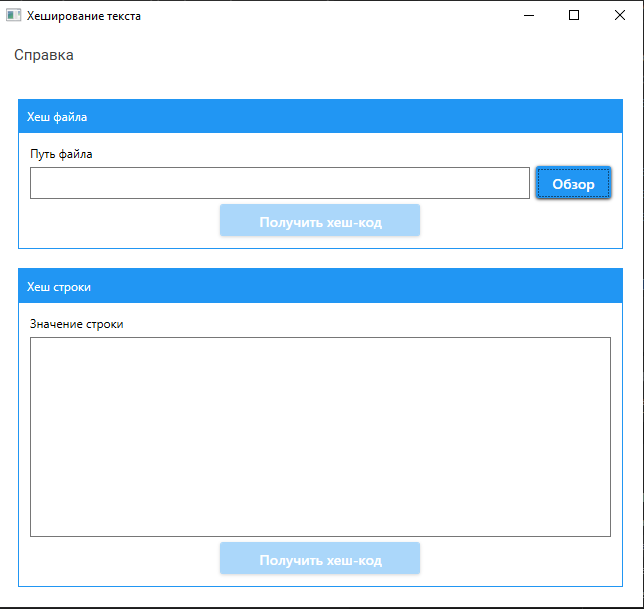 Хеширование текста
Справка
Хеш файла
Путь файла
Обзор
Получить хеш-код
Хеш строки
Значение строки
Получить хеш-код